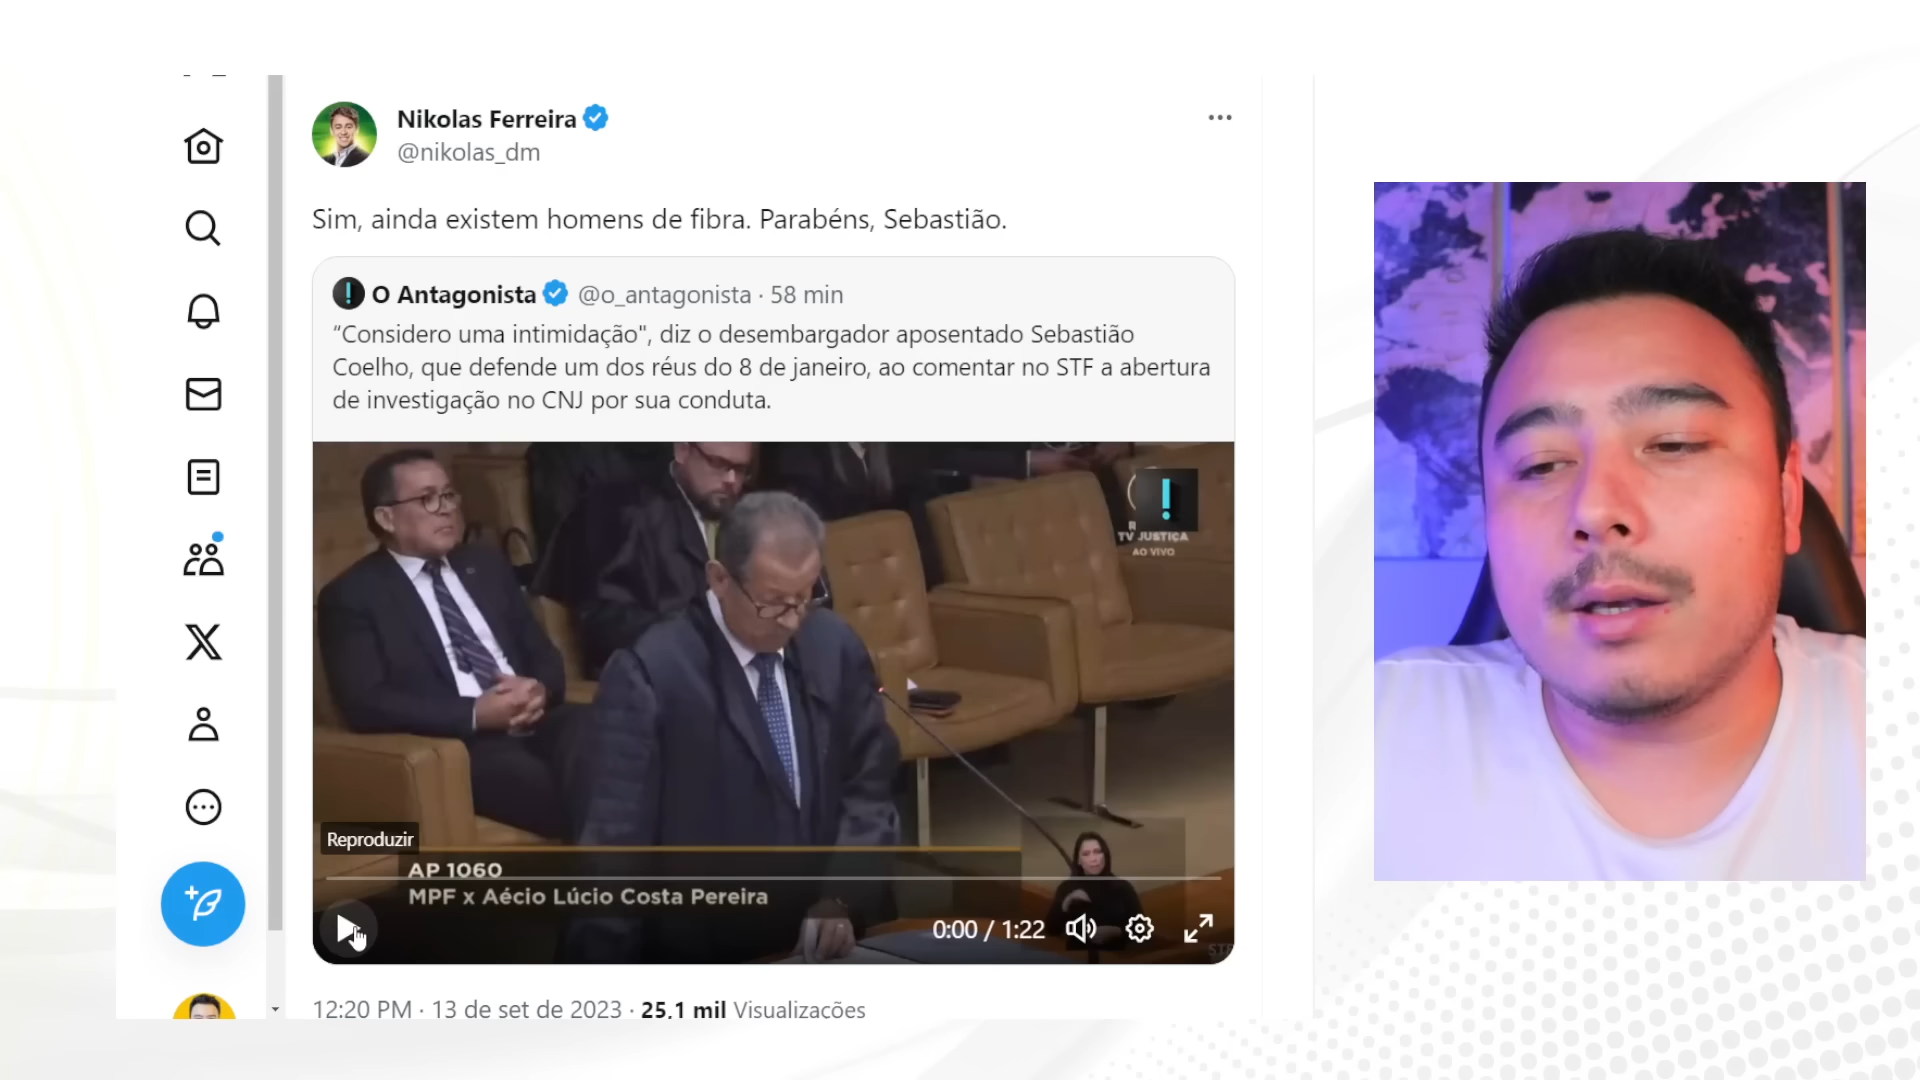 Nikolas Ferreira
@nikolas_dm
Sim, ainda existem homens de fibra. Parabéns, Sebastião.
O Antagonista @o_antagonista · 58 min
“Considero uma intimidação", diz o desembargador aposentado Sebastião
Coelho, que defende um dos réus do 8 de janeiro, ao comentar no STF a abertura
de investigação no CNJ por sua conduta.
TV JUSTIÇA
AO VIVO
Reproduzir
AP 1060
MPF x Aécio Lúcio Costa Pereira
0:00 / 1:22
12:20 PM · 13 de set de 2023 · 25,1 mil Visualizações